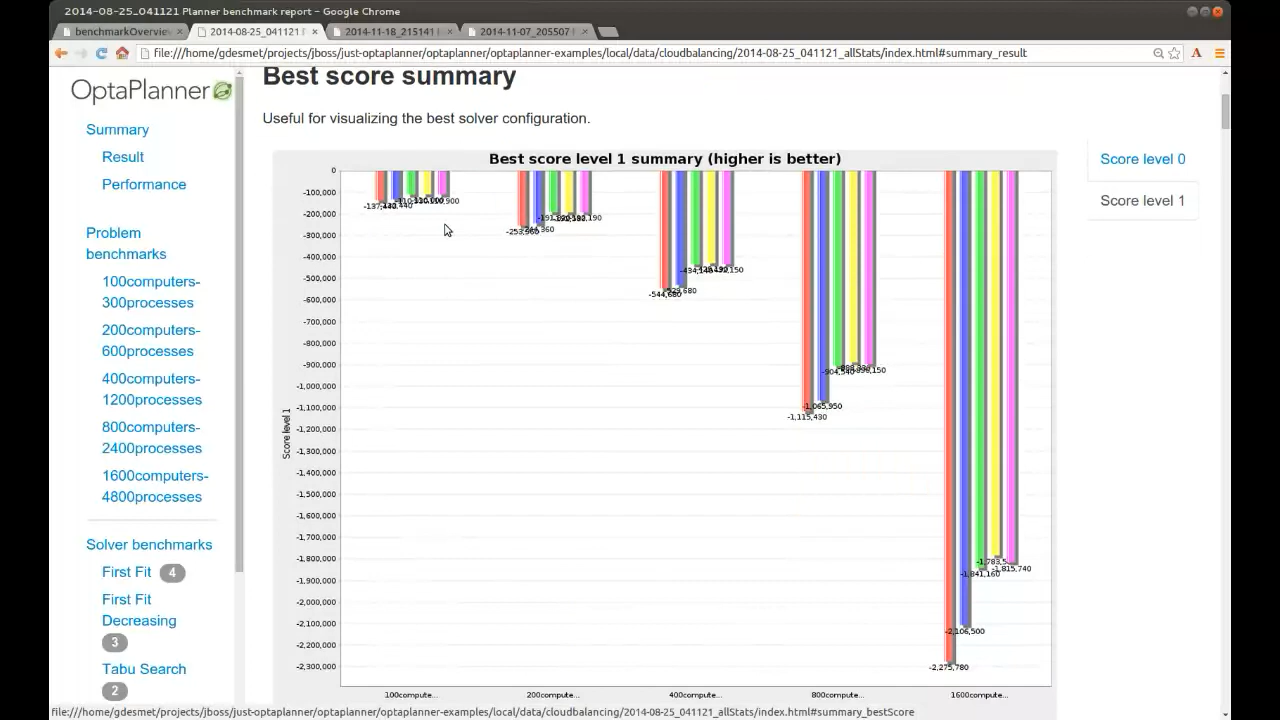 2014-08-25_041121 Planner benchmark report - Google Chrome
benchmarkOvervie
2014-08-25_041121
2014-11-18_215141
2014-11-07_205507
file:///home/gdesmet/projects/jboss/just-optaplanner/optaplanner/optaplanner-examples/local/data/cloudbalancing/2014-08-25_041121_allStats/index.html#summary_result
OptaPlanner
Summary
Result
Performance
Problem
benchmarks
100computers-
300processes
200computers-
600processes
400computers-
1200processes
800computers-
2400processes
1600computers-
4800processes
Solver benchmarks
First Fit 4
First Fit
Decreasing
3
Tabu Search
2
Best score summary
Useful for visualizing the best solver configuration.
Best score level 1 summary (higher is better)
Score level 1
0
-100,000
-200,000
-300,000
-400,000
-500,000
-600,000
-700,000
-800,000
-900,000
-1,000,000
-1,100,000
-1,200,000
-1,300,000
-1,400,000
-1,500,000
-1,600,000
-1,700,000
-1,800,000
-1,900,000
-2,000,000
-2,100,000
-2,200,000
-2,300,000
-544,680
-904,540
-1,065,950
-1,115,430
-1,783,5
-1,815,740
-1,841,160
-2,106,500
-2,275,780
100compute...
200compute...
400compute...
800compute...
1600compute...
Score level 0
Score level 1
file:///home/gdesmet/projects/jboss/just-optaplanner/optaplanner/optaplanner-examples/local/data/cloudbalancing/2014-08-25_041121_allStats/index.html#summary_bestScore